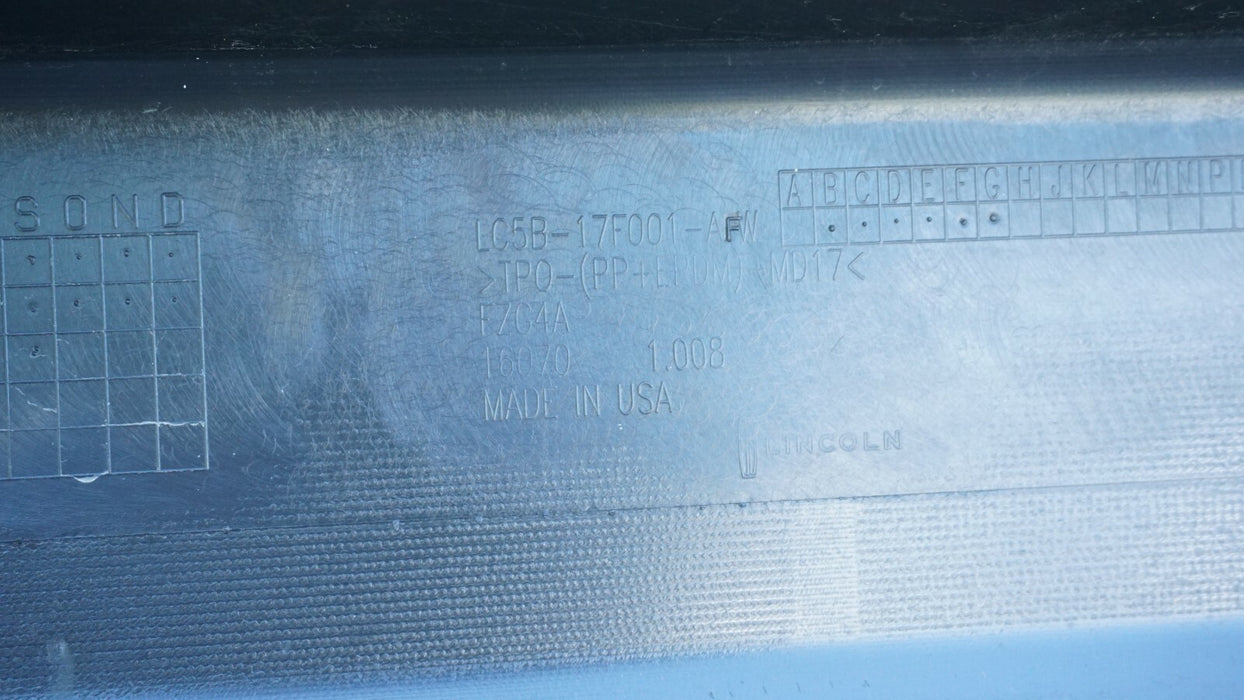 S O N D
A B C D E F G H J K L M N P
LC5B-17F001-AFW
>TPO-(PP+EPDM) MD17<
FZC4A
16070 1.008
MADE IN USA
LINCOLN